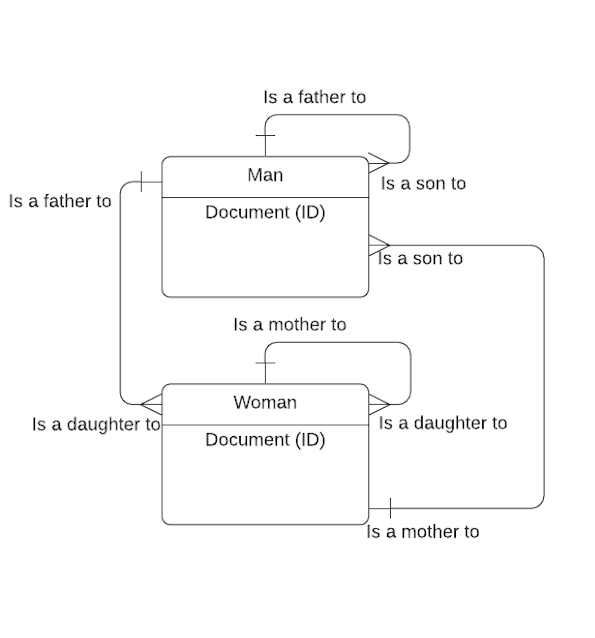 Is a father to
Man
Is a son to
Is a father to
Document (ID)
Is a son to
Is a mother to
Woman
Is a daughter to
Is a daughter to
Document (ID)
Is a mother to